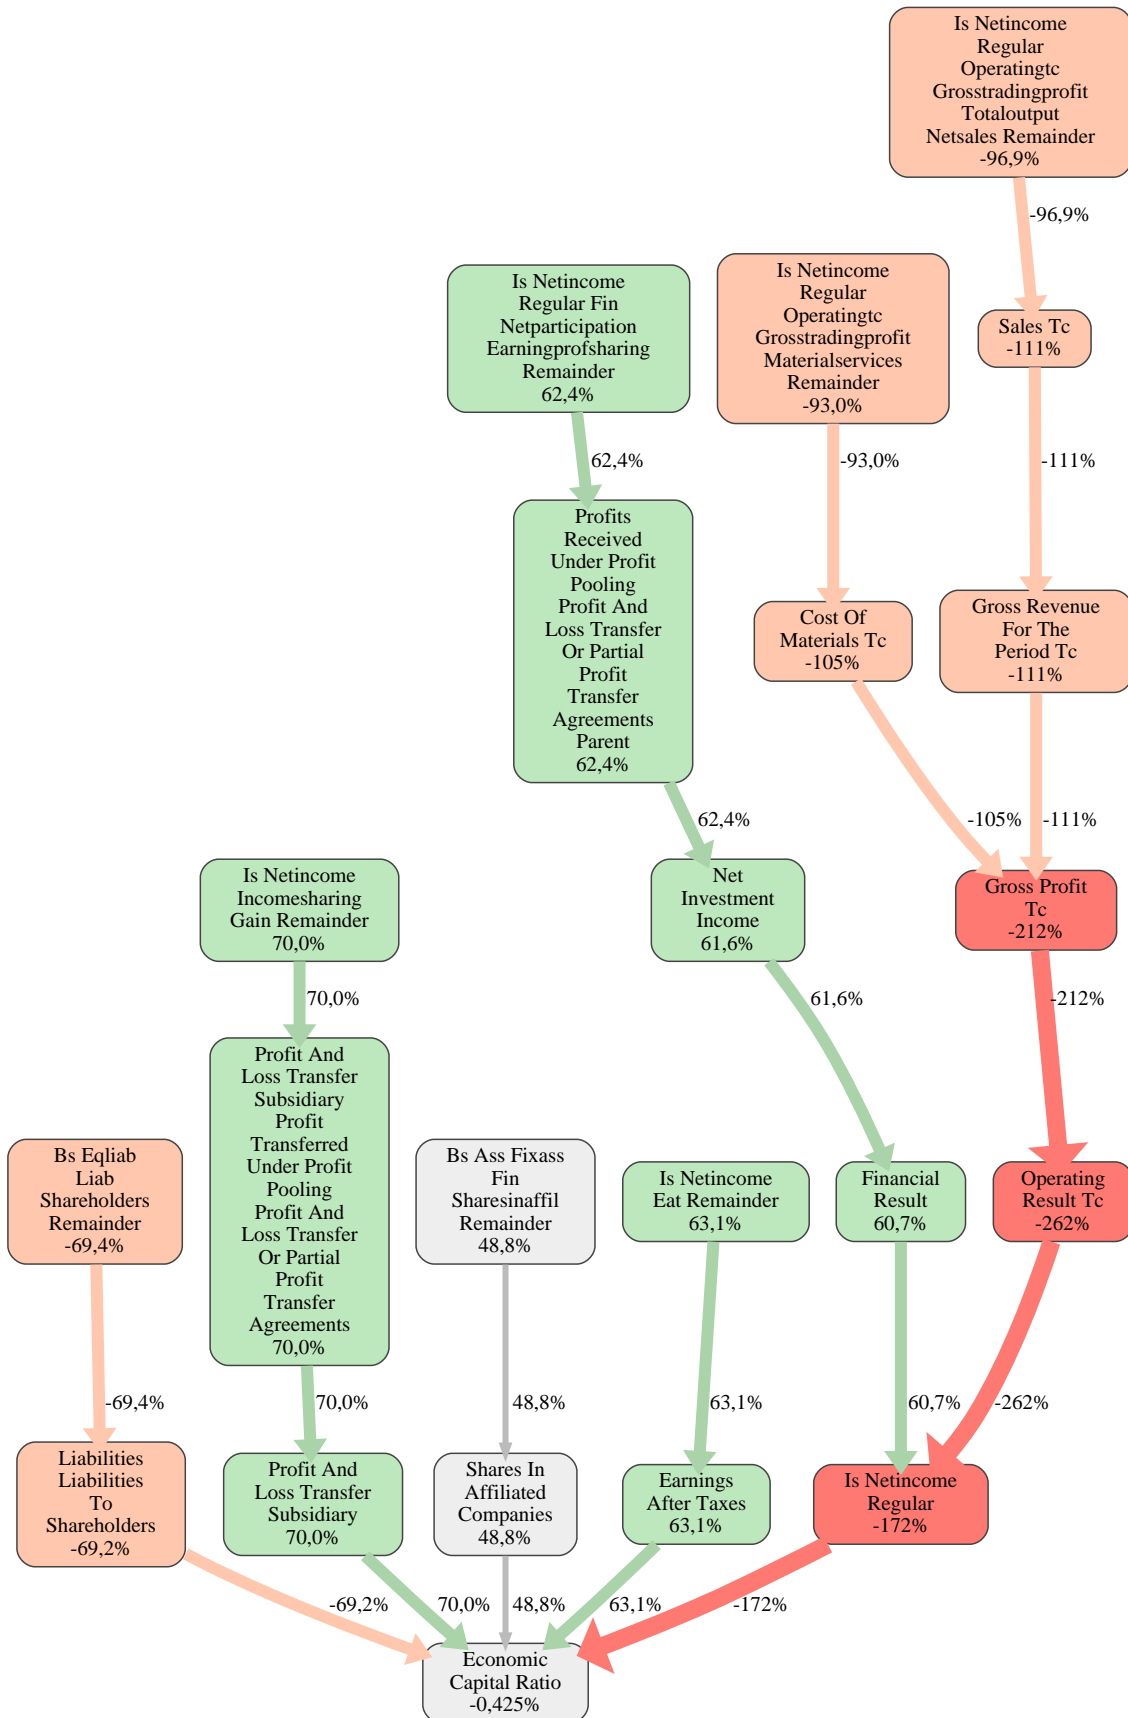 Is Netincome
Regular
Operatingtc
Grosstradingprofit
Totaloutput
Netsales Remainder
-96,9%
-96,9%
Is Netincome
Regular Fin
Netparticipation
Earningprofsharing
Remainder
62,4%
Is Netincome
Regular
Operatingtc
Grosstradingprofit
Materialservices
Remainder
-93,0%
Sales Tc
-111%
62,4%
-93,0%
-111%
Profits
Received
Under Profit
Pooling
Profit And
Loss Transfer
Or Partial
Profit
Transfer
Agreements
Parent
62,4%
Cost Of
Materials Tc
-105%
Gross Revenue
For The
Period Tc
-111%
62,4%
-105%
-111%
Is Netincome
Incomesharing
Gain Remainder
70,0%
Net
Investment
Income
61,6%
Gross Profit
Tc
-212%
70,0%
61,6%
-212%
Profit And
Loss Transfer
Subsidiary
Profit
Transferred
Under Profit
Pooling
Profit And
Loss Transfer
Or Partial
Profit
Transfer
Agreements
70,0%
Bs Eqliab
Liab
Shareholders
Remainder
-69,4%
Bs Ass Fixass
Fin
Sharesinaffil
Remainder
48,8%
Is Netincome
Eat Remainder
63,1%
Financial
Result
60,7%
Operating
Result Tc
-262%
-69,4%
70,0%
48,8%
63,1%
60,7%
-262%
Liabilities
Liabilities
To
Shareholders
-69,2%
Profit And
Loss Transfer
Subsidiary
70,0%
Shares In
Affiliated
Companies
48,8%
Earnings
After Taxes
63,1%
Is Netincome
Regular
-172%
-69,2%
70,0%
48,8%
63,1%
-172%
Economic
Capital Ratio
-0,425%